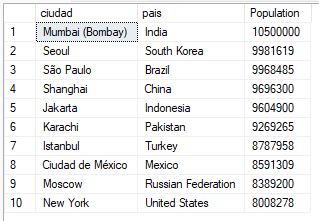 ciudad pais Population
1 Mumbai (Bombay) India 10500000
2 Seoul South Korea 9981619
3 São Paulo Brazil 9968485
4 Shanghai China 9696300
5 Jakarta Indonesia 9604900
6 Karachi Pakistan 9269265
7 Istanbul Turkey 8787958
8 Ciudad de México Mexico 8591309
9 Moscow Russian Federation 8389200
10 New York United States 8008278